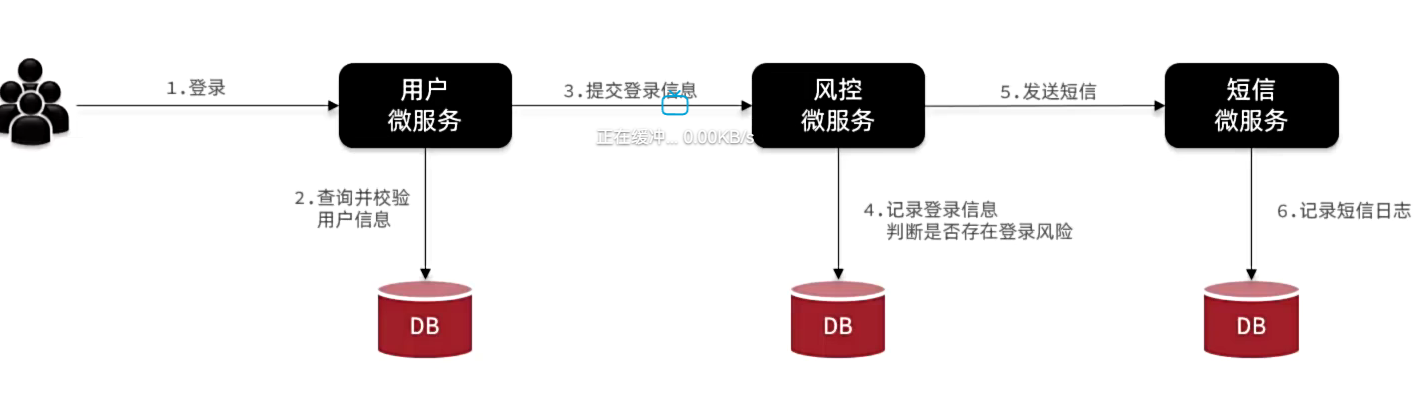 1.登录
用户
微服务
3.提交登录信息
正在缓冲... 0.00KB/s
风控
微服务
5.发送短信
短信
微服务
2.查询并校验
用户信息
4.记录登录信息
判断是否存在登录风险
6.记录短信日志
DB
DB
DB